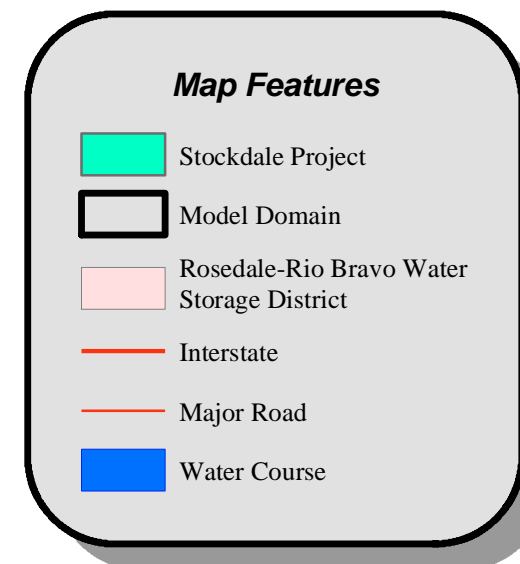 Map Features
Stockdale Project
Model Domain
Rosedale-Rio Bravo Water
Storage District
Interstate
Major Road
Water Course